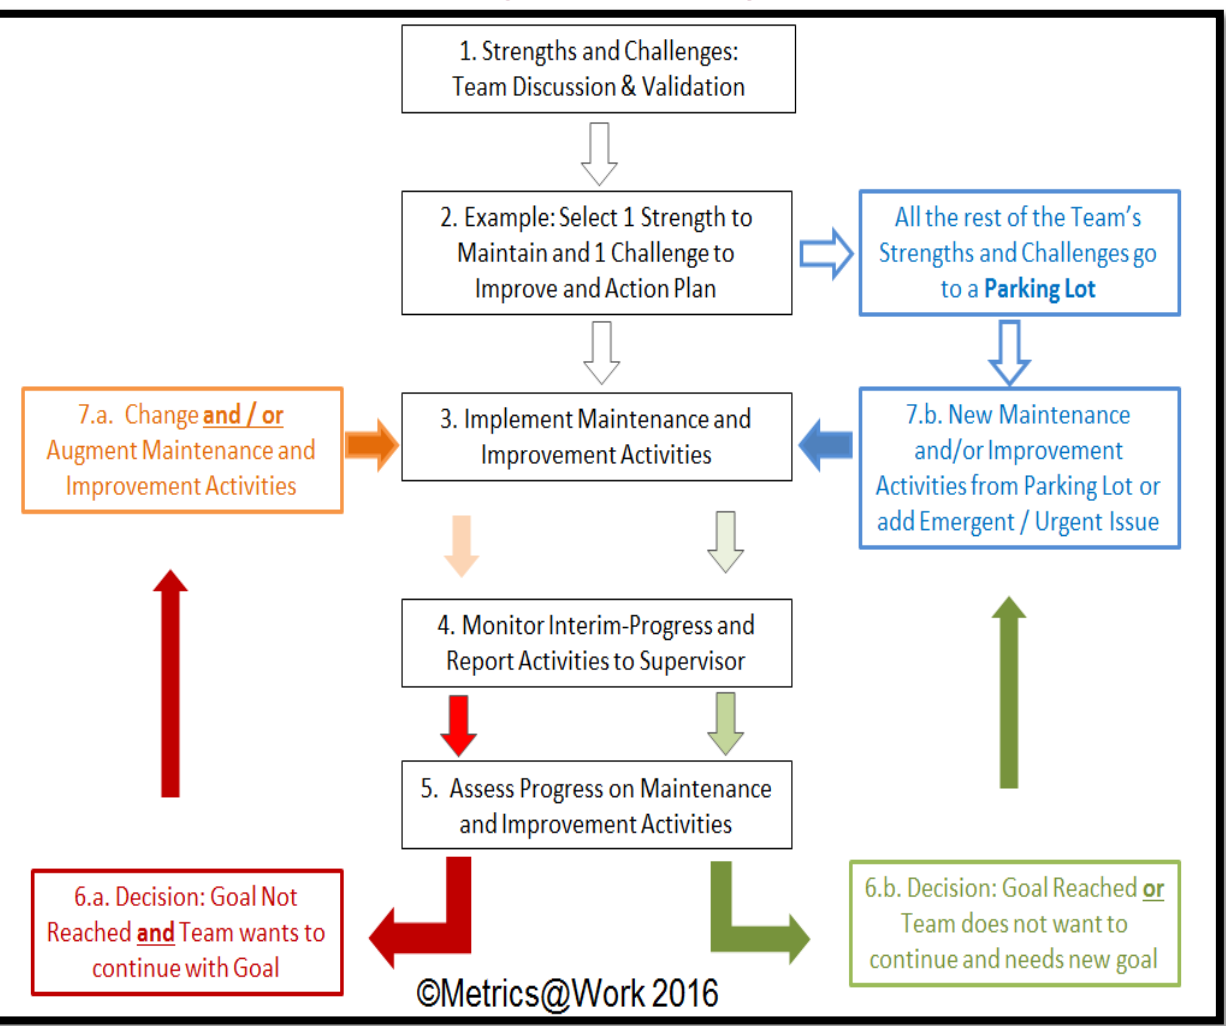 1. Strengths and Challenges:
Team Discussion & Validation
2. Example: Select 1 Strength to
Maintain and 1 Challenge to
Improve and Action Plan
All the rest of the Team's
Strengths and Challenges go
to a Parking Lot
7.a. Change and / or
Augment Maintenance and
Improvement Activities
3. Implement Maintenance and
Improvement Activities
7.b. New Maintenance
and/or Improvement
Activities from Parking Lot or
add Emergent / Urgent Issue
4. Monitor Interim-Progress and
Report Activities to Supervisor
5. Assess Progress on Maintenance
and Improvement Activities
6.a. Decision: Goal Not
Reached and Team wants to
continue with Goal
6.b. Decision: Goal Reached or
Team does not want to
continue and needs new goal
©Metrics@Work 2016